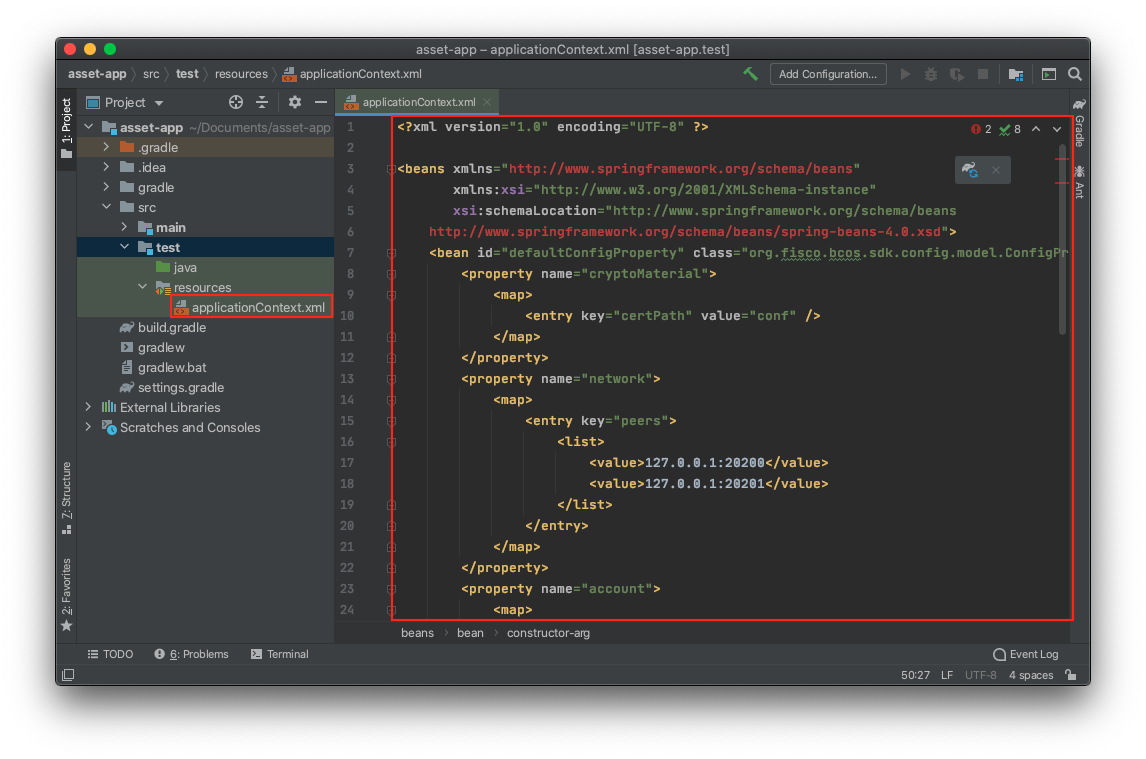 asset-app – applicationContext.xml [asset-app.test]
asset-app src test resources applicationContext.xml
Add Configuration...
1: Project
Z: Structure
2: Favorites
Project
asset-app ~/Documents/asset-app
.gradle
.idea
gradle
src
main
test
java
resources
applicationContext.xml
build.gradle
gradlew
gradlew.bat
settings.gradle
External Libraries
Scratches and Consoles
applicationContext.xml
2 8
1 <?xml version="1.0" encoding="UTF-8" ?>
2
3 <beans xmlns="http://www.springframework.org/schema/beans"
4 xmlns:xsi="http://www.w3.org/2001/XMLSchema-instance"
5 xsi:schemaLocation="http://www.springframework.org/schema/beans
6 http://www.springframework.org/schema/beans/spring-beans-4.0.xsd">
7 <bean id="defaultConfigProperty" class="org.fisco.bcos.sdk.config.model.ConfigPr
8 <property name="cryptoMaterial">
9 <map>
10 <entry key="certPath" value="conf" />
11 </map>
12 </property>
13 <property name="network">
14 <map>
15 <entry key="peers">
16 <list>
17 <value>127.0.0.1:20200</value>
18 <value>127.0.0.1:20201</value>
19 </list>
20 </entry>
21 </map>
22 </property>
23 <property name="account">
24 <map>
beans bean constructor-arg
Gradle
Ant
TODO 6: Problems Terminal Event Log
50:27 LF UTF-8 4 spaces